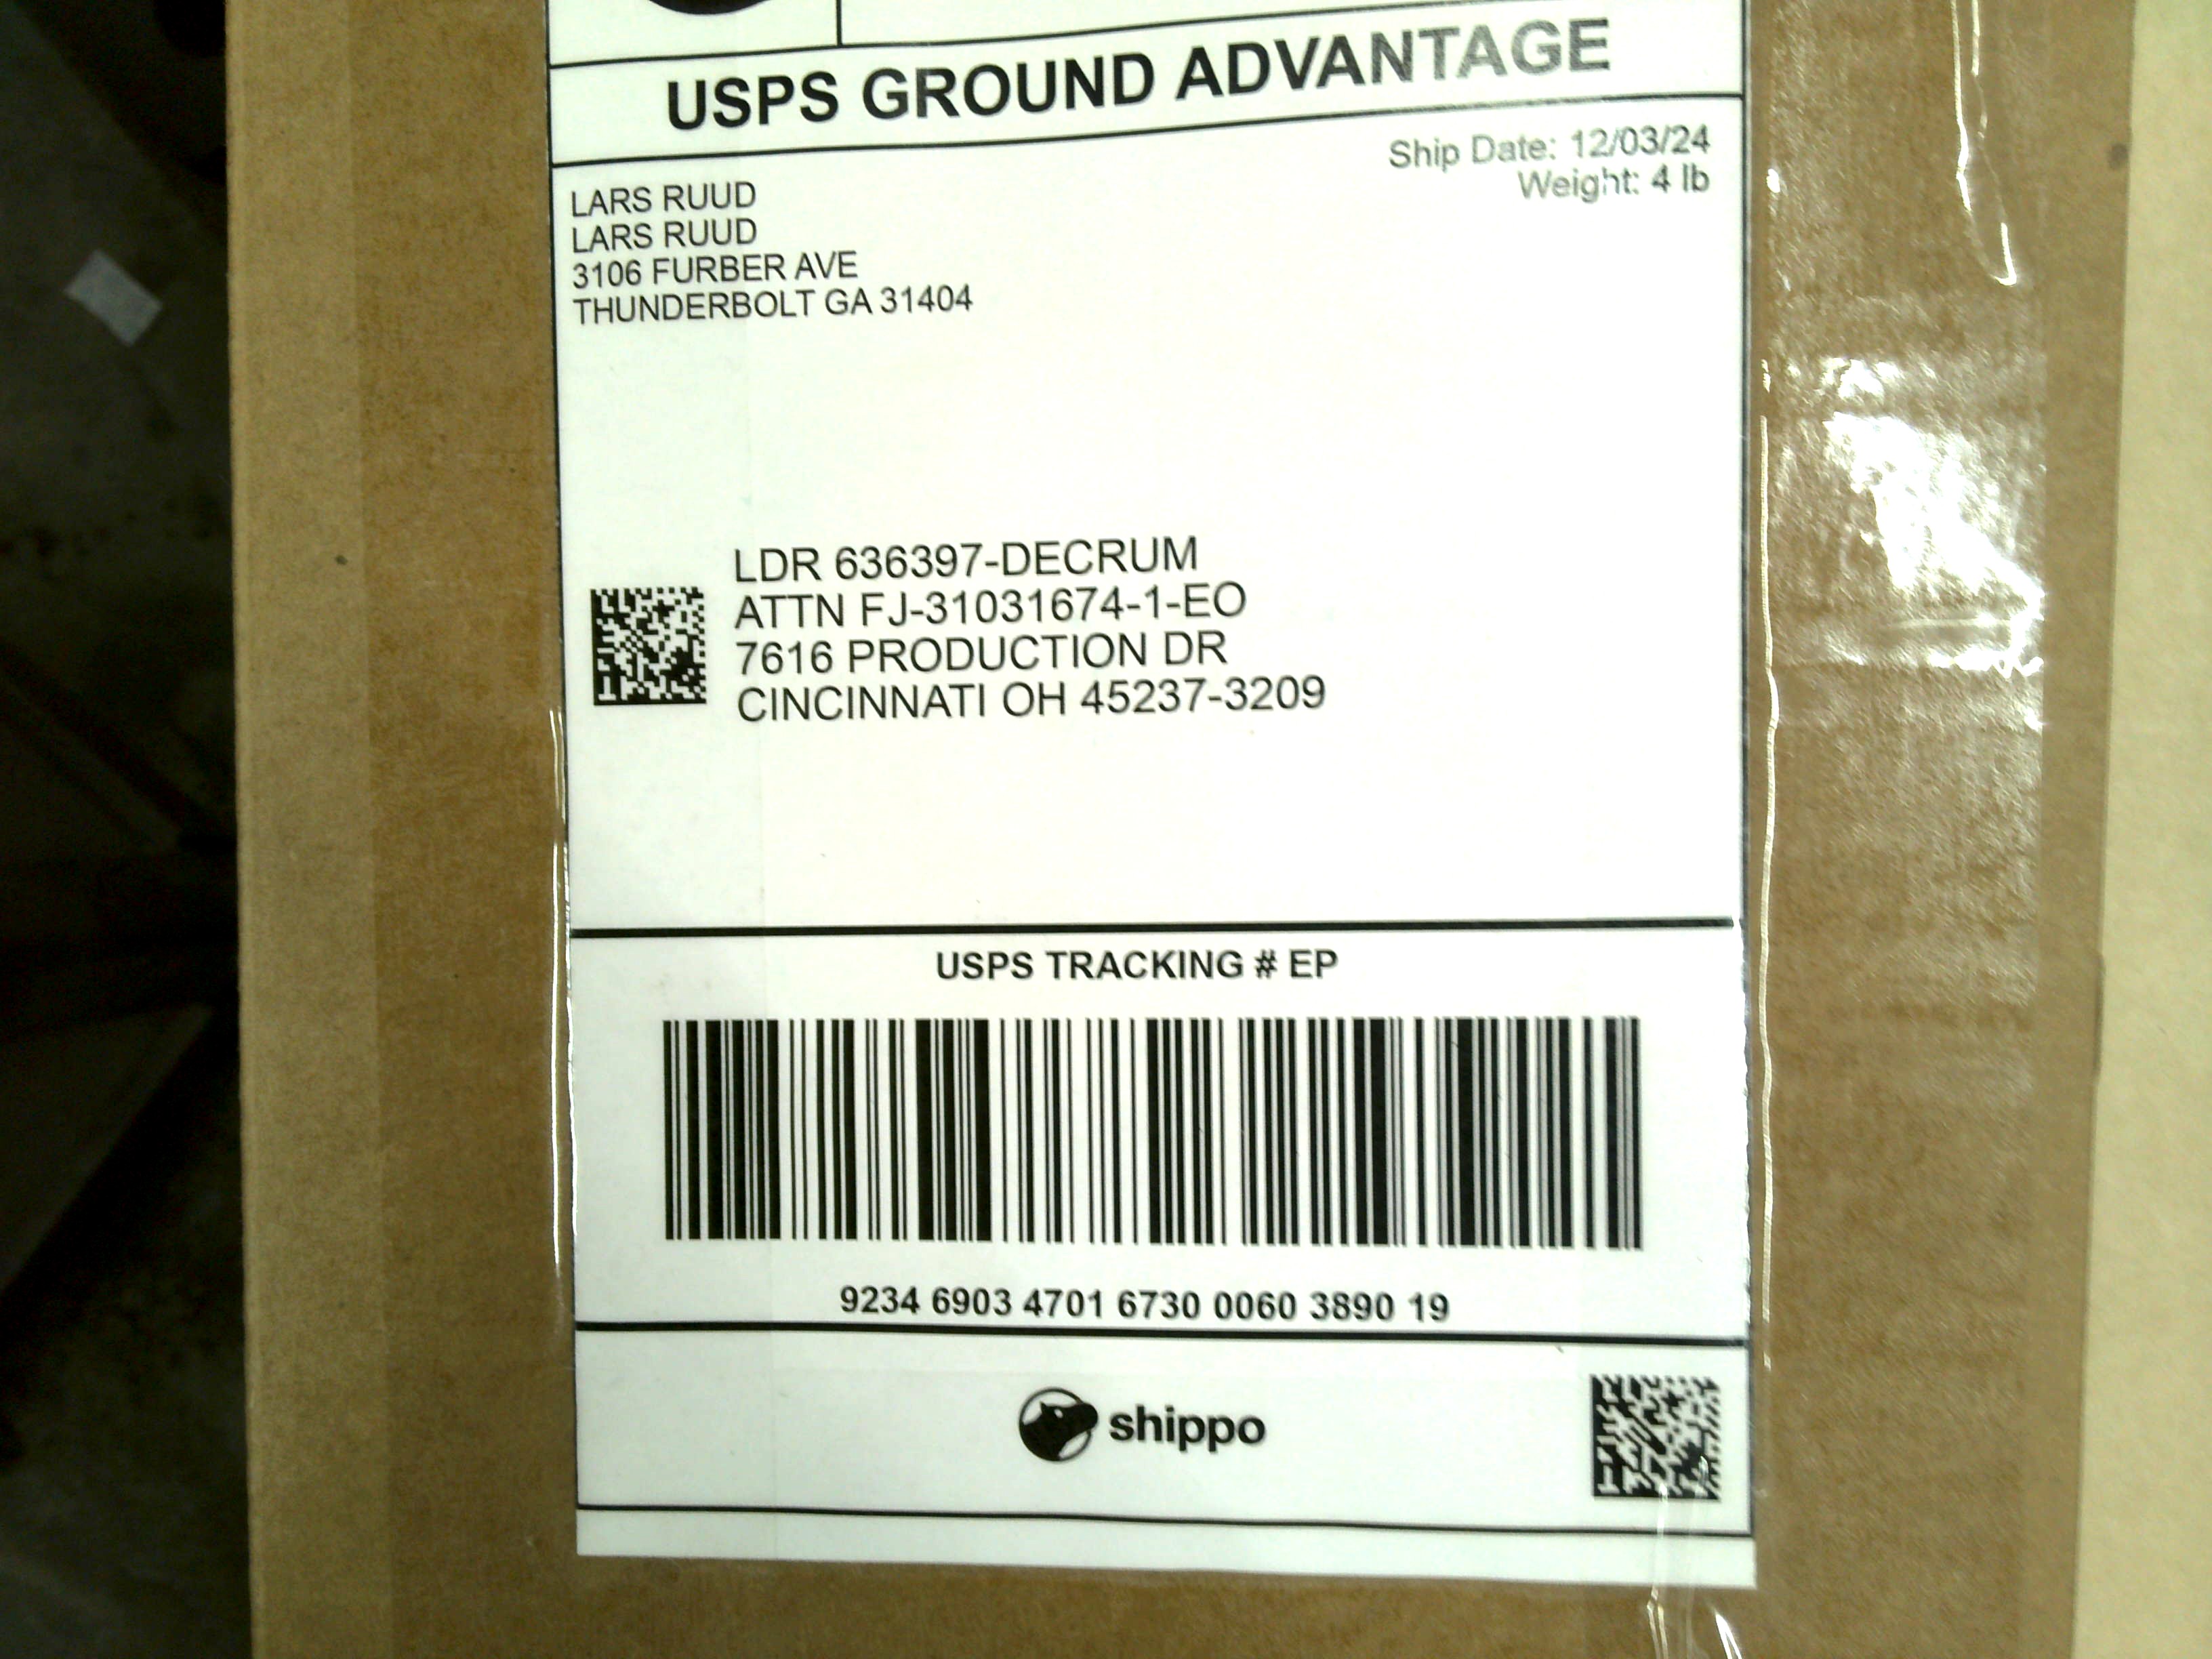 USPS GROUND ADVANTAGE
Ship Date: 12/03/24
Weight: 4 lb
LARS RUUD
LARS RUUD
3106 FURBER AVE
THUNDERBOLT GA 31404
LDR 636397-DECRUM
ATTN FJ-31031674-1-EO
7616 PRODUCTION DR
CINCINNATI OH 45237-3209
USPS TRACKING # EP
9234 6903 4701 6730 0060 3890 19
shippo